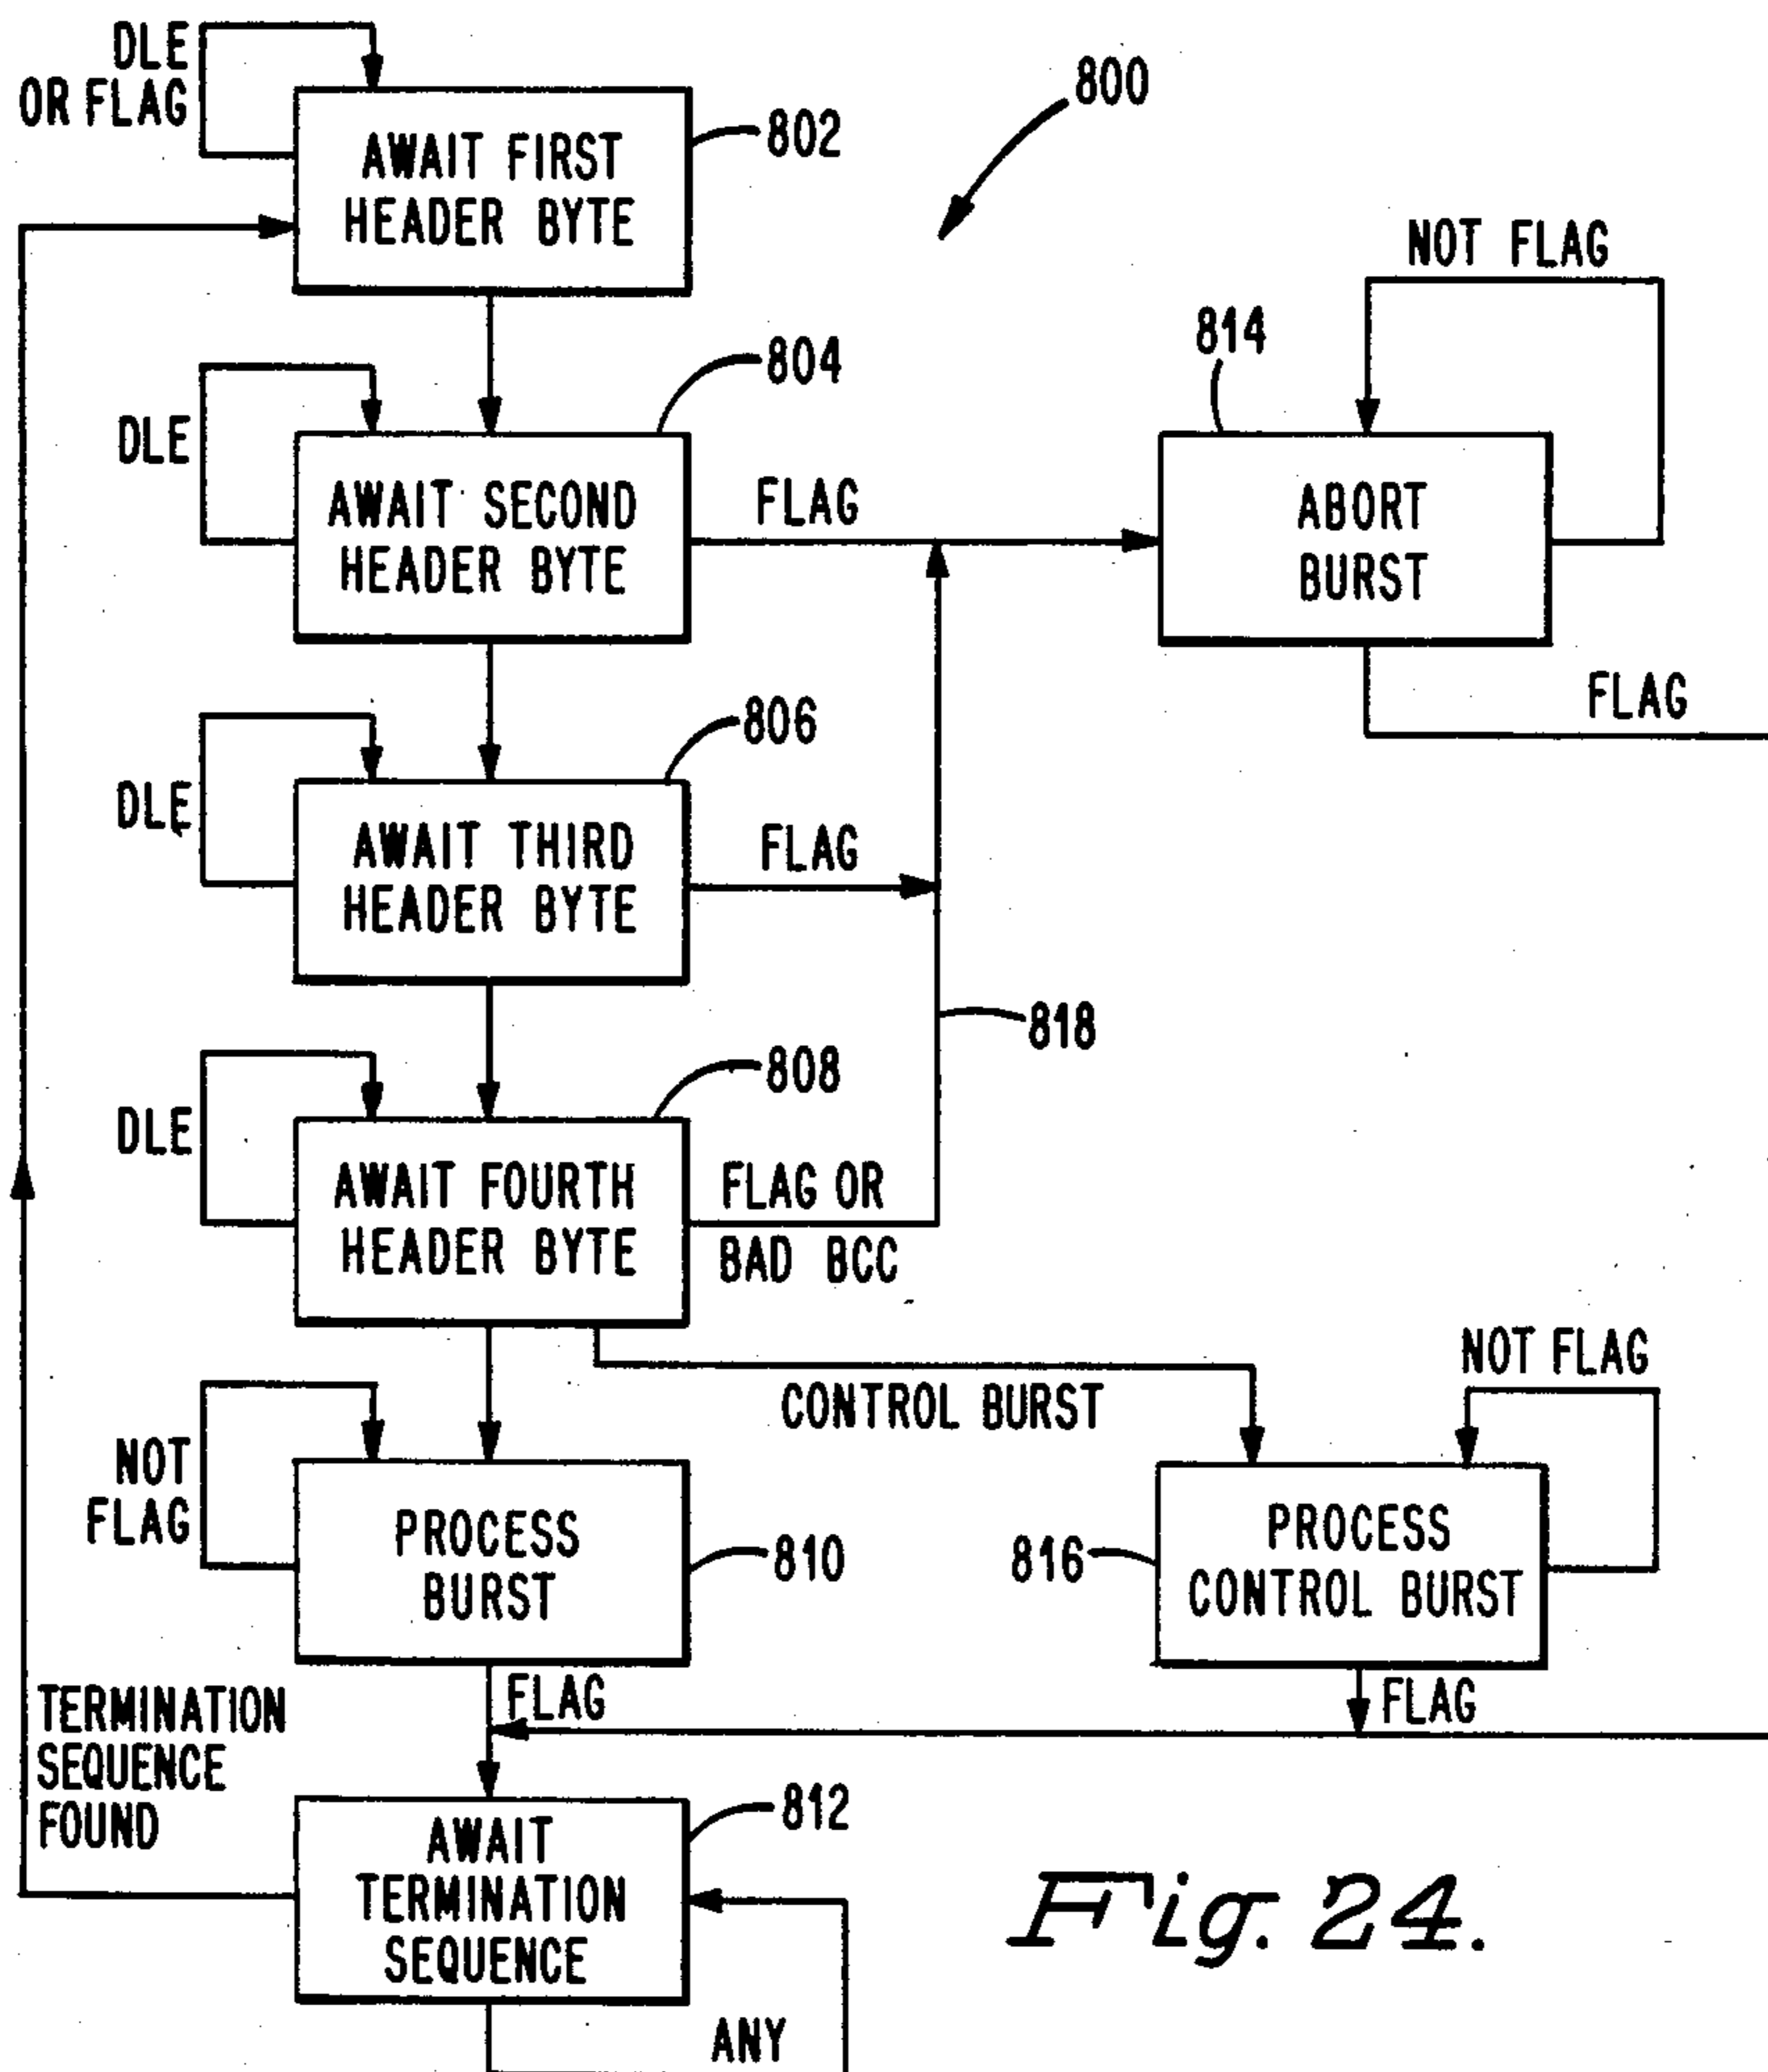 DLE
OR FLAG
800
802
AWAIT FIRST
HEADER BYTE
NOT FLAG
814
804
DLE
AWAIT SECOND
HEADER BYTE
FLAG
ABORT
BURST
FLAG
806
DLE
AWAIT THIRD
HEADER BYTE
FLAG
818
808
DLE
AWAIT FOURTH
HEADER BYTE
FLAG OR
BAD BCC
NOT FLAG
CONTROL BURST
NOT
FLAG
PROCESS
BURST
810
816
PROCESS
CONTROL BURST
FLAG
FLAG
TERMINATION
SEQUENCE
FOUND
812
AWAIT
TERMINATION
SEQUENCE
ANY
Fig. 24.